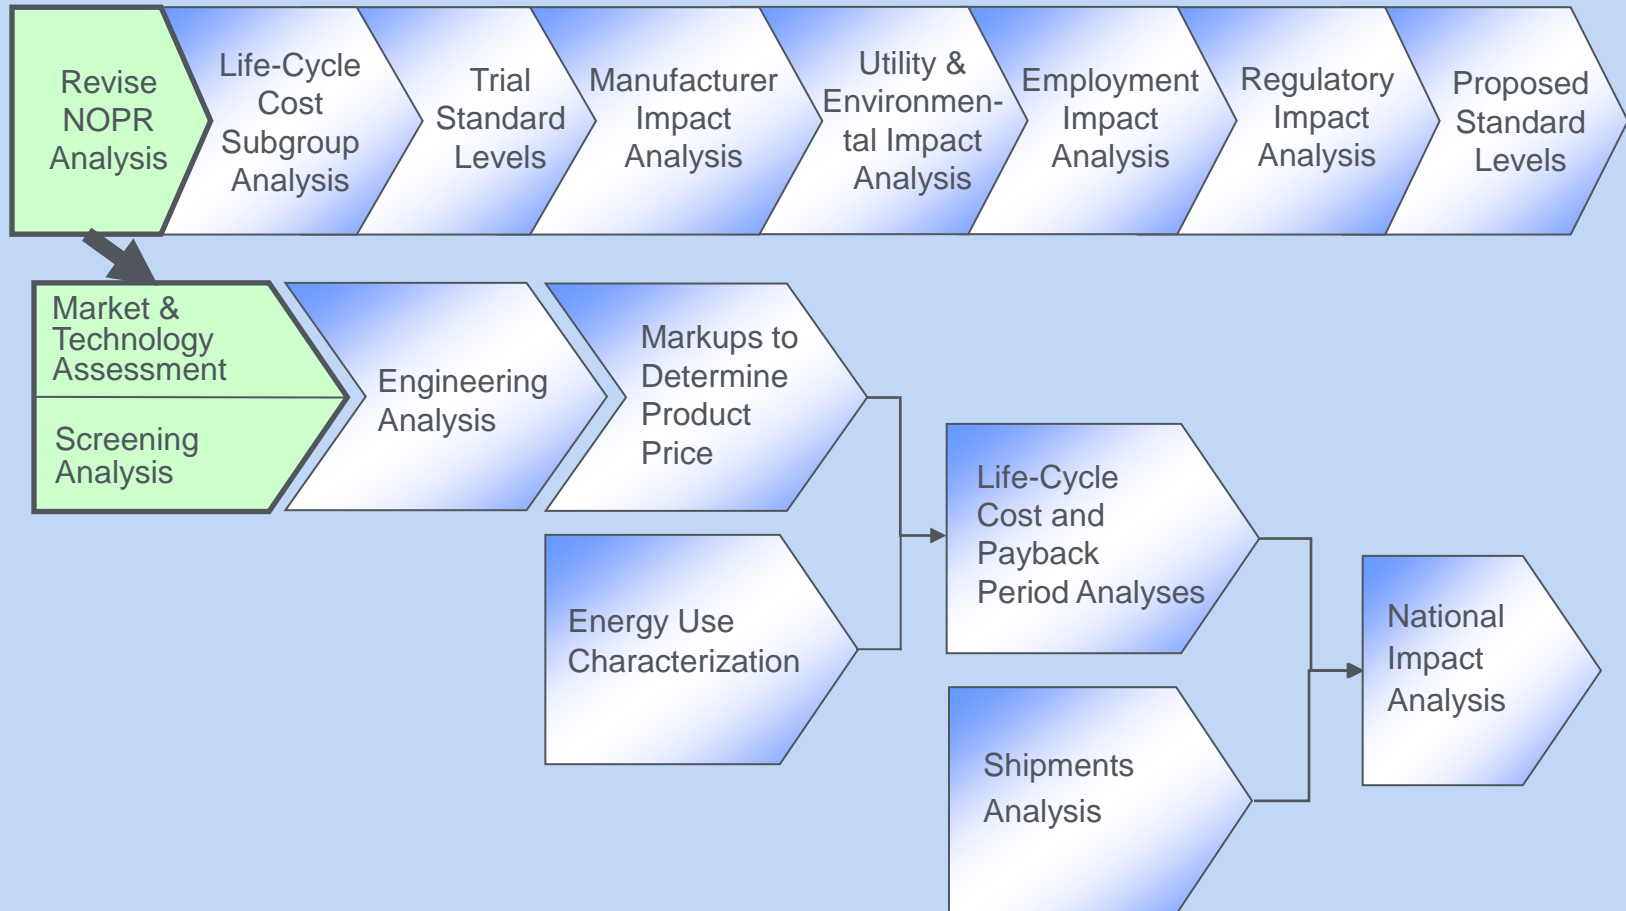 Revise
NOPR
Analysis
Life-Cycle
Cost
Subgroup
Analysis
Trial
Standard
Levels
Manufacturer
Impact
Analysis
Utility &
Environmen-
tal Impact
Analysis
Employment
Impact
Analysis
Regulatory
Impact
Analysis
Proposed
Standard
Levels
Market &
Technology
Assessment
Screening
Analysis
Engineering
Analysis
Markups to
Determine
Product
Price
Energy Use
Characterization
Life-Cycle
Cost and
Payback
Period Analyses
Shipments
Analysis
National
Impact
Analysis